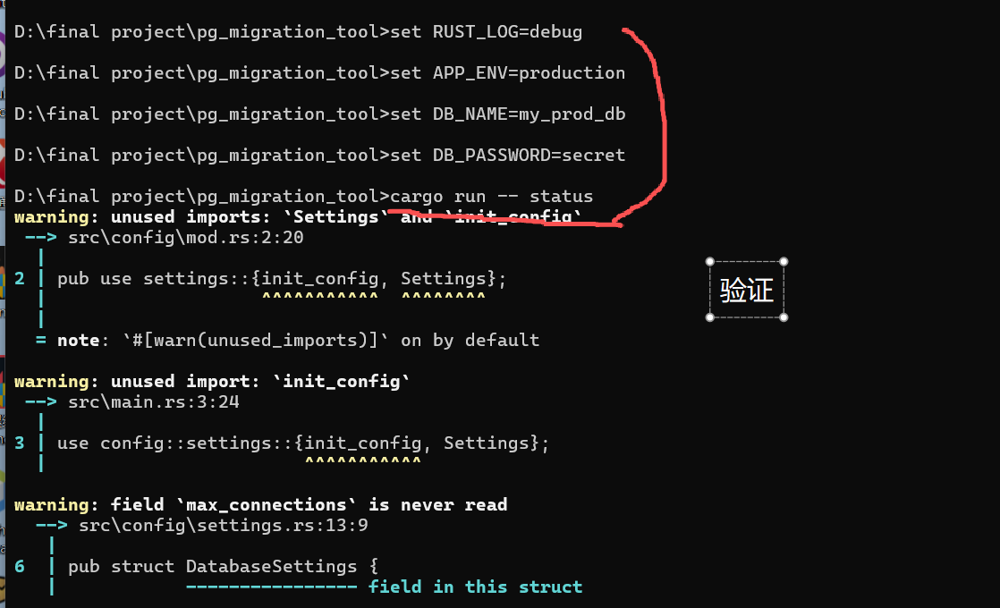 D:\final project\pg_migration_tool>set RUST_LOG=debug
D:\final project\pg_migration_tool>set APP_ENV=production
D:\final project\pg_migration_tool>set DB_NAME=my_prod_db
D:\final project\pg_migration_tool>set DB_PASSWORD=secret
D:\final project\pg_migration_tool>cargo run -- status
warning: unused imports: `Settings` and `init_config`
--> src\config\mod.rs:2:20
|
2 | pub use settings::{init_config, Settings};
| ^^^^^^^^^^^ ^^^^^^^^
|
= note: `#[warn(unused_imports)]` on by default
验证
warning: unused import: `init_config`
--> src\main.rs:3:24
|
3 | use config::settings::{init_config, Settings};
| ^^^^^^^^^^^
warning: field `max_connections` is never read
--> src\config\settings.rs:13:9
|
6 | pub struct DatabaseSettings {
| ---------------- field in this struct